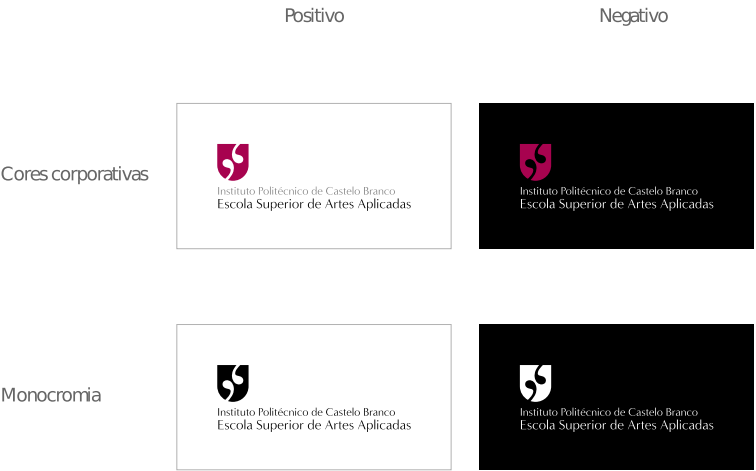 Positivo
Negativo
Cores corporativas
Instituto Politécnico de Castelo Branco
Escola Superior de Artes Aplicadas
Instituto Politécnico de Castelo Branco
Escola Superior de Artes Aplicadas
Monocromia
Instituto Politécnico de Castelo Branco
Escola Superior de Artes Aplicadas
Instituto Politécnico de Castelo Branco
Escola Superior de Artes Aplicadas